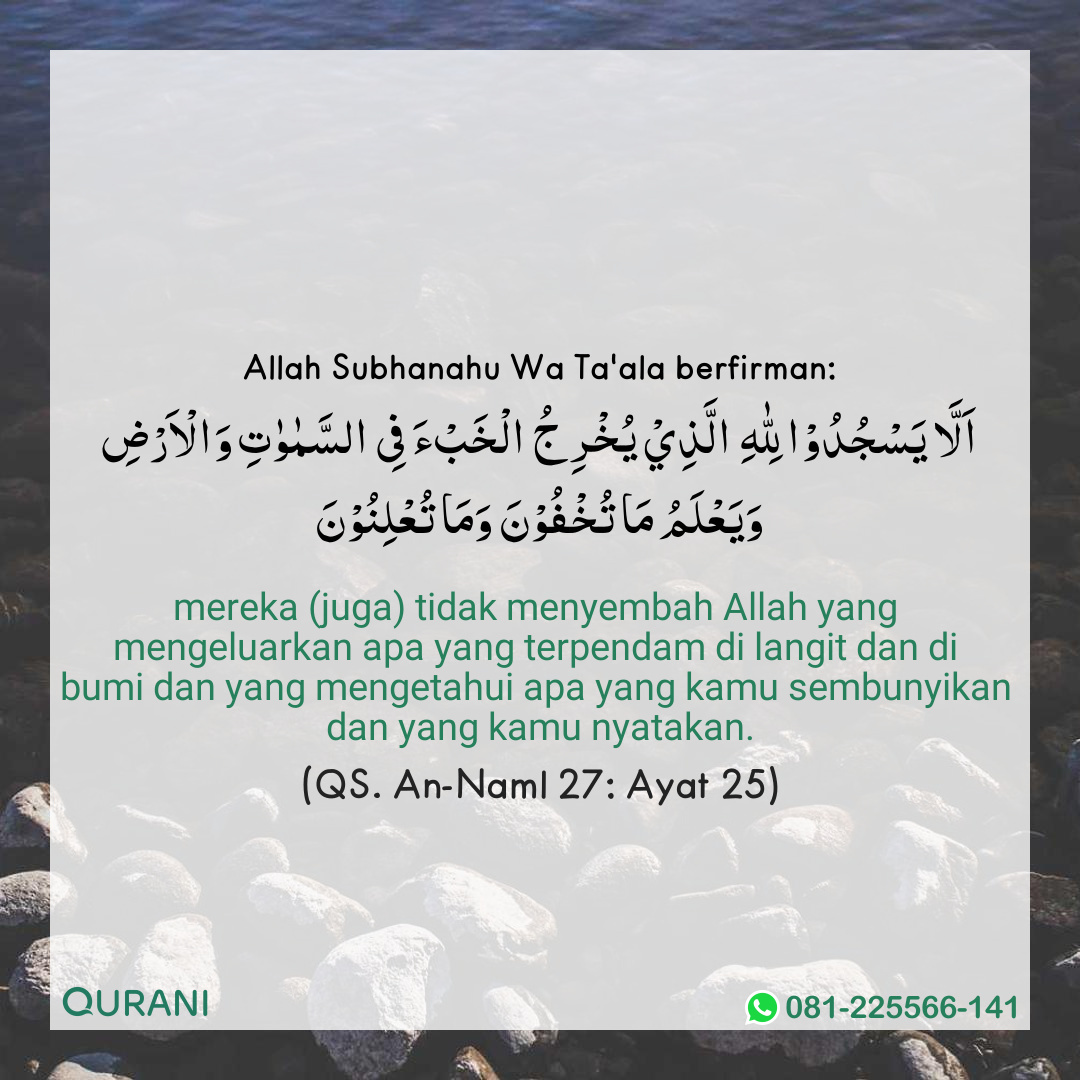 Allah Subhanahu Wa Ta'ala berfirman:
اَلَّا يَسْجُدُوْا لِلّٰهِ الَّذِيْ يُخْرِجُ الْخَبْءَ فِى السَّمٰوٰتِ وَالْاَرْضِ
وَيَعْلَمُ مَا تُخْفُوْنَ وَمَا تُعْلِنُوْنَ
mereka (juga) tidak menyembah Allah yang
mengeluarkan apa yang terpendam di langit dan di
bumi dan yang mengetahui apa yang kamu sembunyikan
dan yang kamu nyatakan.
(QS. An-Naml 27: Ayat 25)
QURANI
081-225566-141